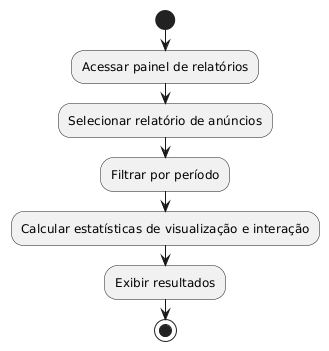 Acessar painel de relatórios
Selecionar relatório de anúncios
Filtrar por período
Calcular estatísticas de visualização e interação
Exibir resultados